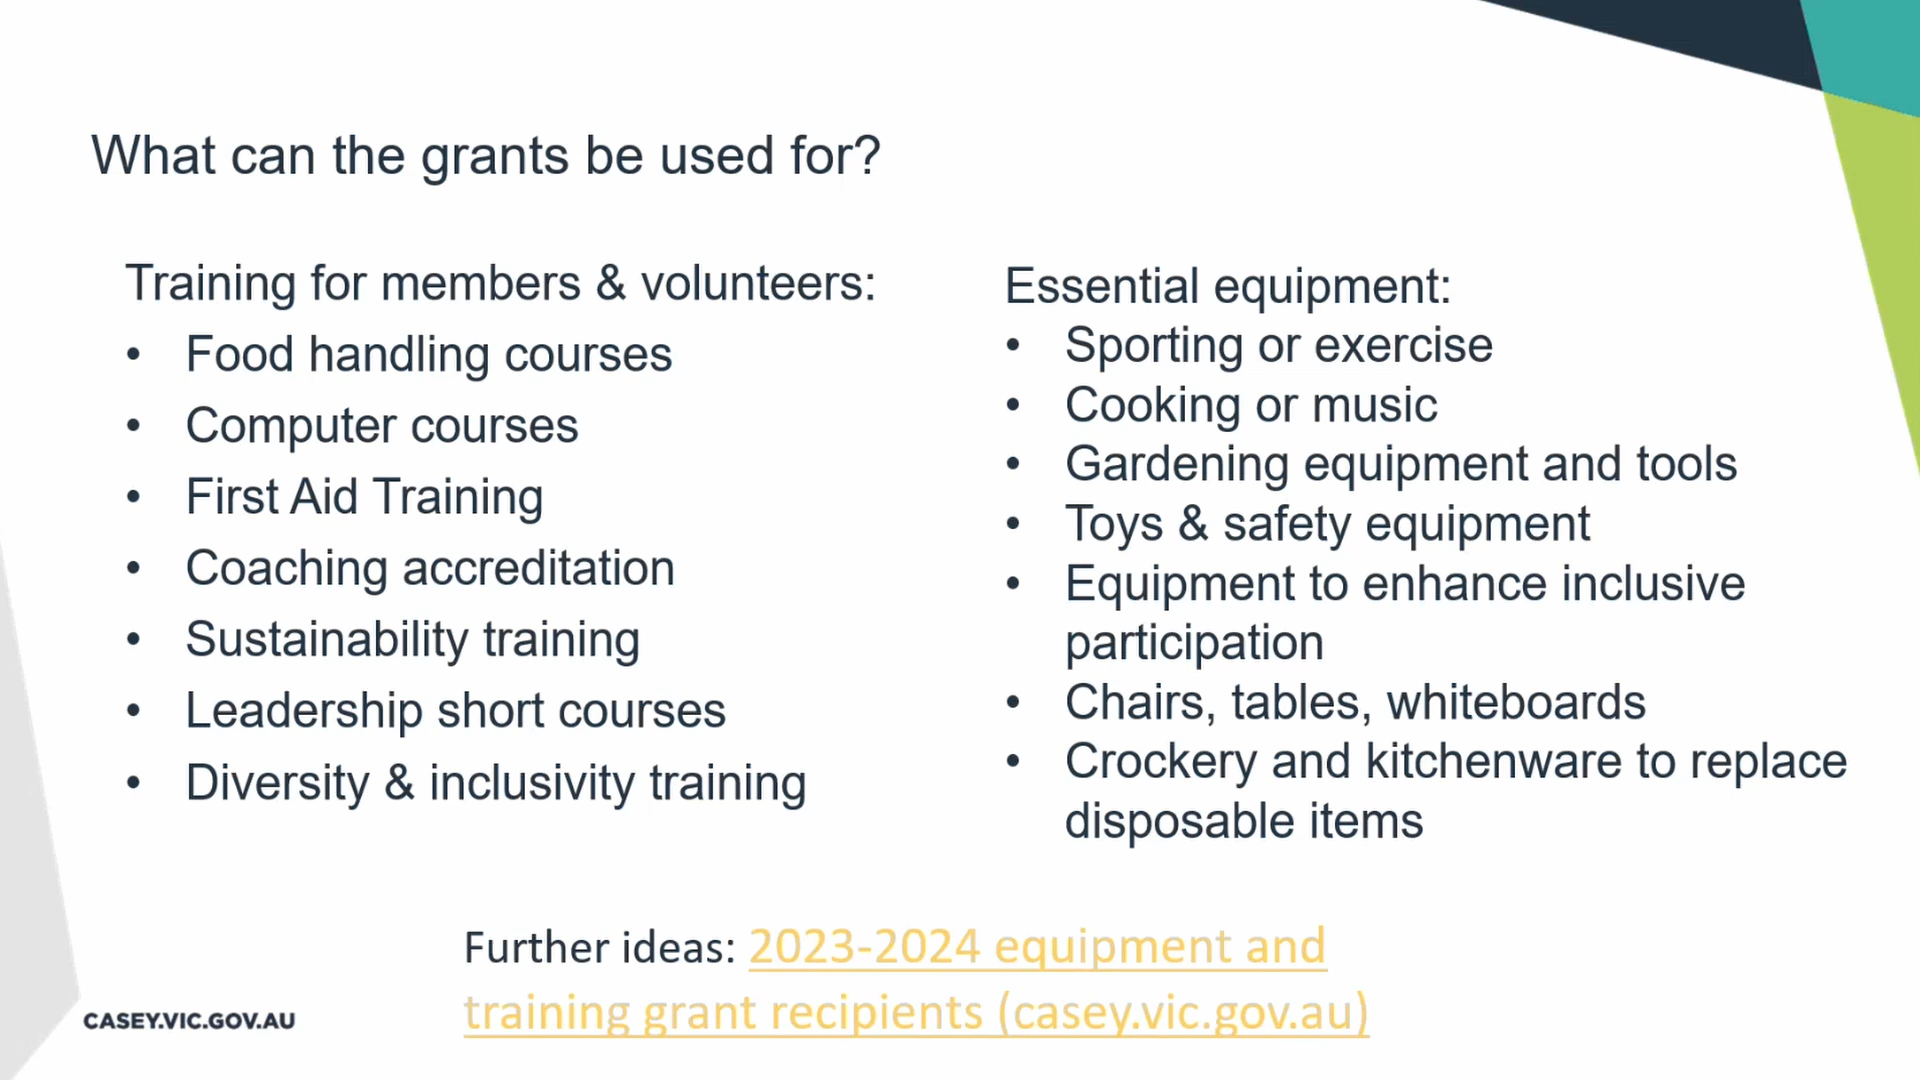 What can the grants be used for?
Training for members & volunteers:
• Food handling courses
• Computer courses
• First Aid Training
• Coaching accreditation
• Sustainability training
• Leadership short courses
• Diversity & inclusivity training
Essential equipment:
• Sporting or exercise
• Cooking or music
• Gardening equipment and tools
• Toys & safety equipment
• Equipment to enhance inclusive
participation
• Chairs, tables, whiteboards
• Crockery and kitchenware to replace
disposable items
Further ideas: 2023-2024 equipment and
training grant recipients (casey.vic.gov.au)
CASEY.VIC.GOV.AU